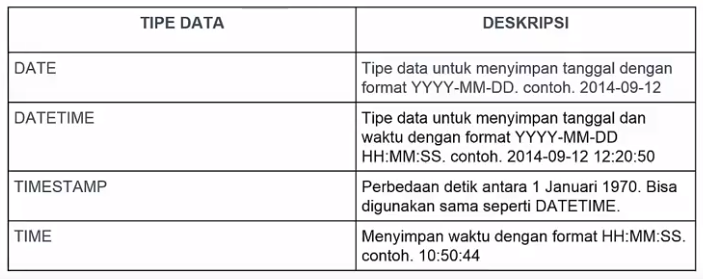 TIPE DATA
DESKRIPSI
DATE
Tipe data untuk menyimpan tanggal dengan
format YYYY-MM-DD. contoh. 2014-09-12
DATETIME
Tipe data untuk menyimpan tanggal dan
waktu dengan format YYYY-MM-DD
HH:MM:SS. contoh. 2014-09-12 12:20:50
TIMESTAMP
Perbedaan detik antara 1 Januari 1970. Bisa
digunakan sama seperti DATETIME.
TIME
Menyimpan waktu dengan format HH:MM:SS.
contoh. 10:50:44